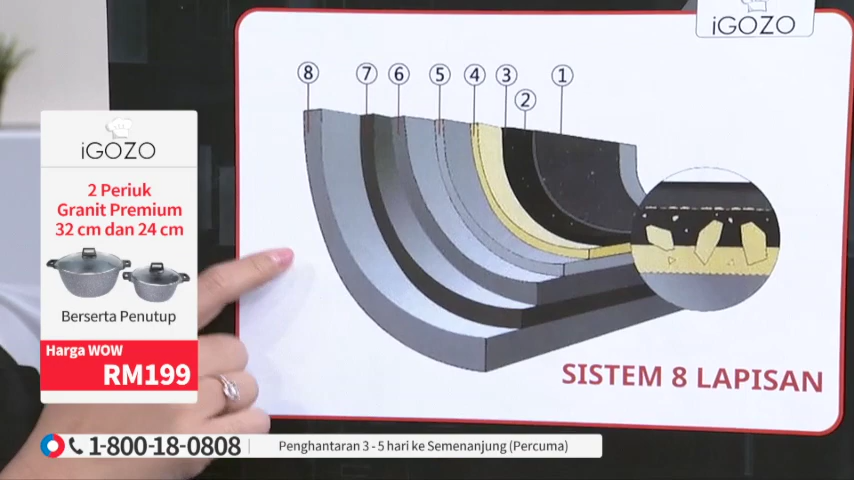 iGOZO
8 7 6 5 4 3 2 1
SISTEM 8 LAPISAN
iGOZO
2 Periuk
Granit Premium
32 cm dan 24 cm
Berserta Penutup
Harga WOW
RM199
1-800-18-0808
Penghantaran 3 - 5 hari ke Semenanjung (Percuma)